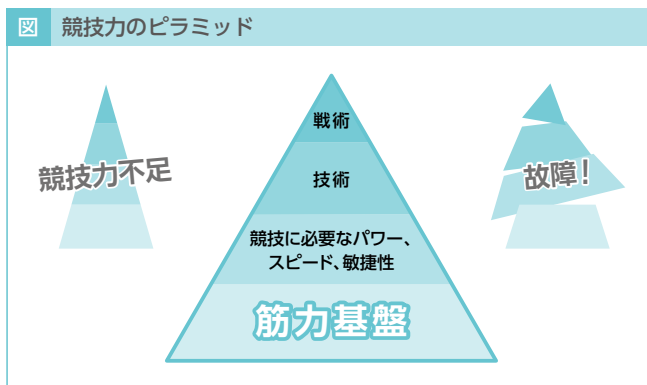 図 競技力のピラミッド
競技力不足
戦術
技術
競技に必要なパワー、
スピード、敏捷性
筋力基盤
故障！